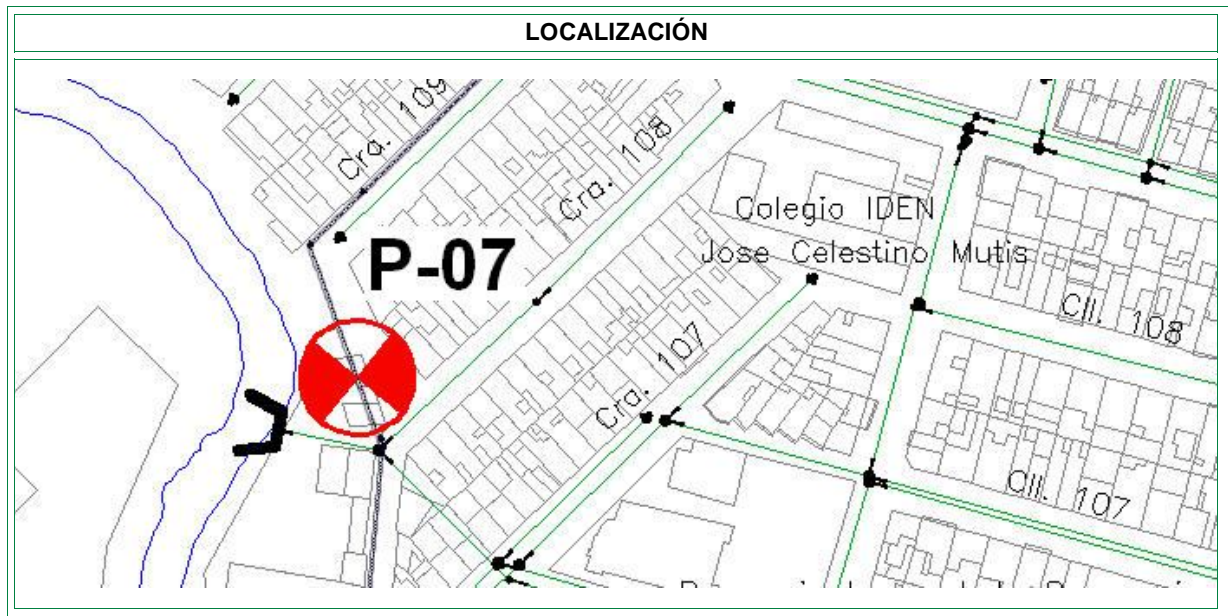 LOCALIZACIÓN
Cra. 109
Cra. 108
P-07
Colegio IDEN
Jose Celestino Mutis
Cll. 108
Cra. 107
Cll. 107